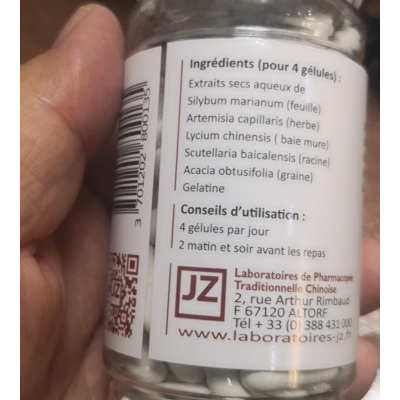 Ingrédients (pour 4 gélules) :
Extraits secs aqueux de
Silybum marianum (feuille)
Artemisia capillaris (herbe)
Lycium chinensis ( baie mure)
Scutellaria baicalensis (racine)
Acacia obtusifolia (graine)
Gelatine
Conseils d'utilisation :
4 gélules par jour
2 matin et soir avant les repas
JZ
Laboratoires de Pharmacopée
Traditionnelle Chinoise
2, rue Arthur Rimbaud
F 67120 ALTORF
Tél + 33 (0) 388 431 000
www.laboratoires-jz.fr
3 701202 800135